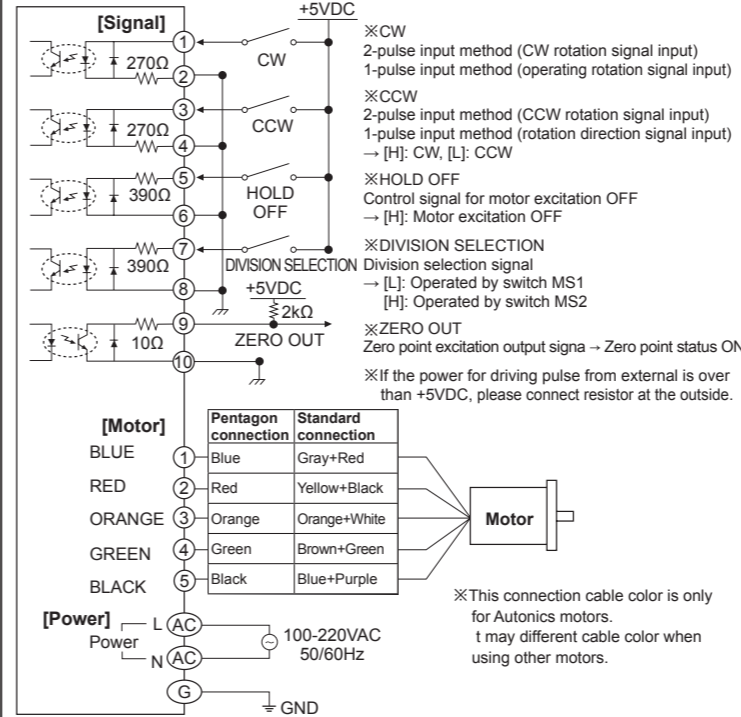 +5VDC
[Signal]
1
270Ω
2
CW
3
270Ω
4
CCW
5
390Ω
6
HOLD
OFF
7
390Ω
DIVISION SELECTION
8
+5VDC
9
2kΩ
10Ω
ZERO OUT
10
※CW
2-pulse input method (CW rotation signal input)
1-pulse input method (operating rotation signal input)
※CCW
2-pulse input method (CCW rotation signal input)
1-pulse input method (rotation direction signal input)
→ [H]: CW, [L]: CCW
※HOLD OFF
Control signal for motor excitation OFF
→ [H]: Motor excitation OFF
※DIVISION SELECTION
Division selection signal
→ [L]: Operated by switch MS1
[H]: Operated by switch MS2
※ZERO OUT
Zero point excitation output signa → Zero point status ON
※If the power for driving pulse from external is over
than +5VDC, please connect resistor at the outside.
[Motor]
Pentagon connection Standard connection
BLUE 1 Blue Gray+Red
RED 2 Red Yellow+Black
ORANGE 3 Orange Orange+White
GREEN 4 Green Brown+Green
BLACK 5 Black Blue+Purple
Motor
※This connection cable color is only
for Autonics motors.
t may different cable color when
using other motors.
[Power]
Power
L AC
N AC
100-220VAC
50/60Hz
G
GND